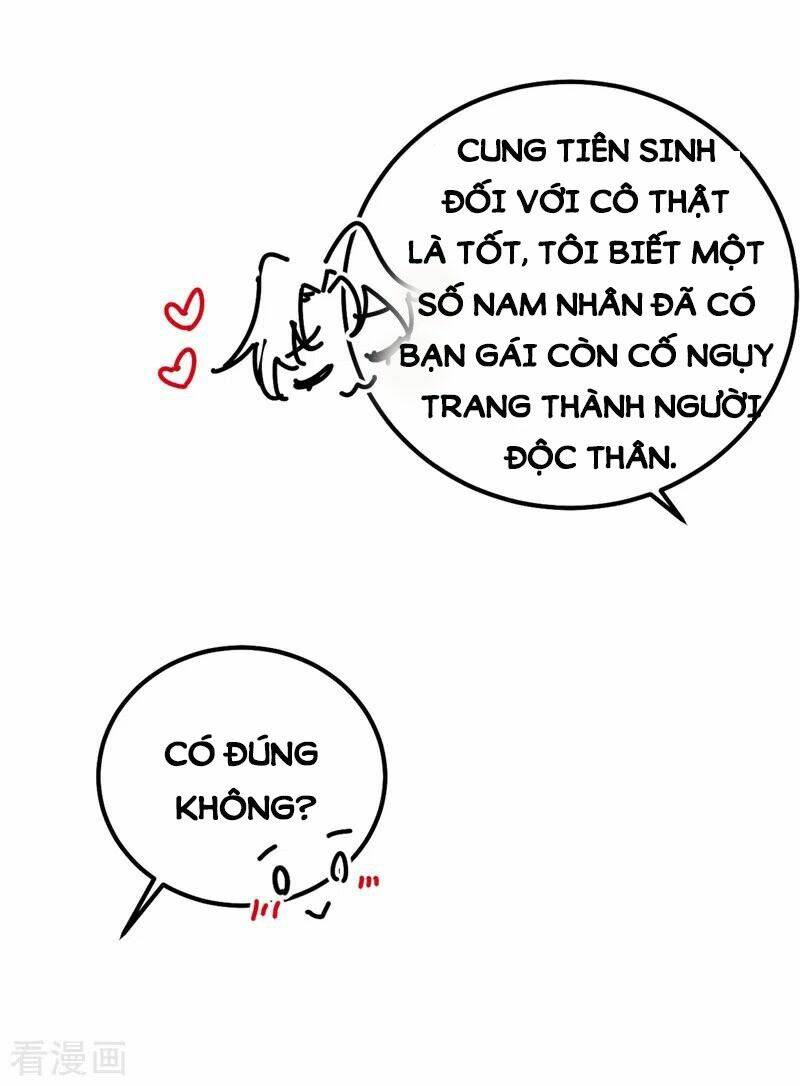 CUNG TIÊN SINH
ĐỐI VỚI CÔ THẬT
LÀ TỐT, TÔI BIẾT MỘT
SỐ NAM NHÂN ĐÃ CÓ
BẠN GÁI CÒN CỐ NGỤY
TRANG THÀNH NGƯỜI
ĐỘC THÂN.
CÓ ĐÚNG
KHÔNG?
看漫画